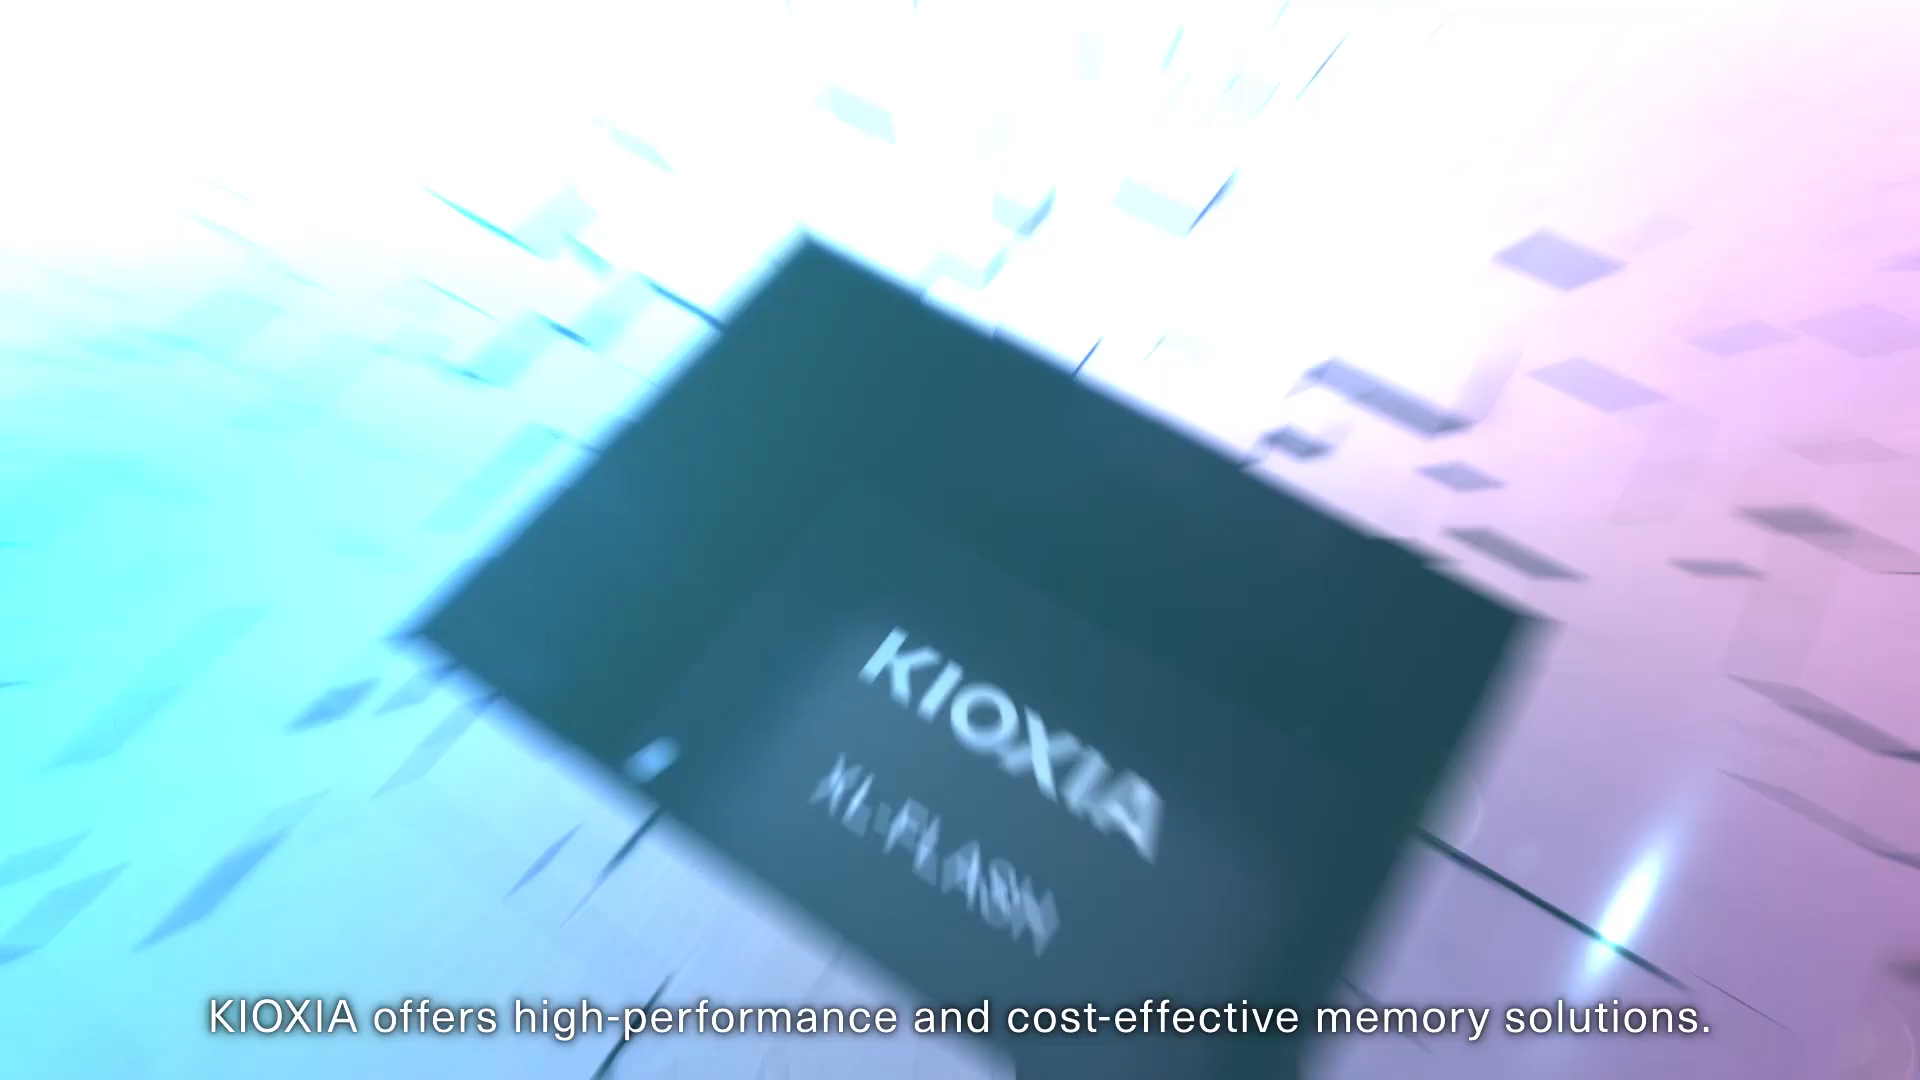 KIOXIA
XL-FLASH
KIOXIA offers high-performance and cost-effective memory solutions.